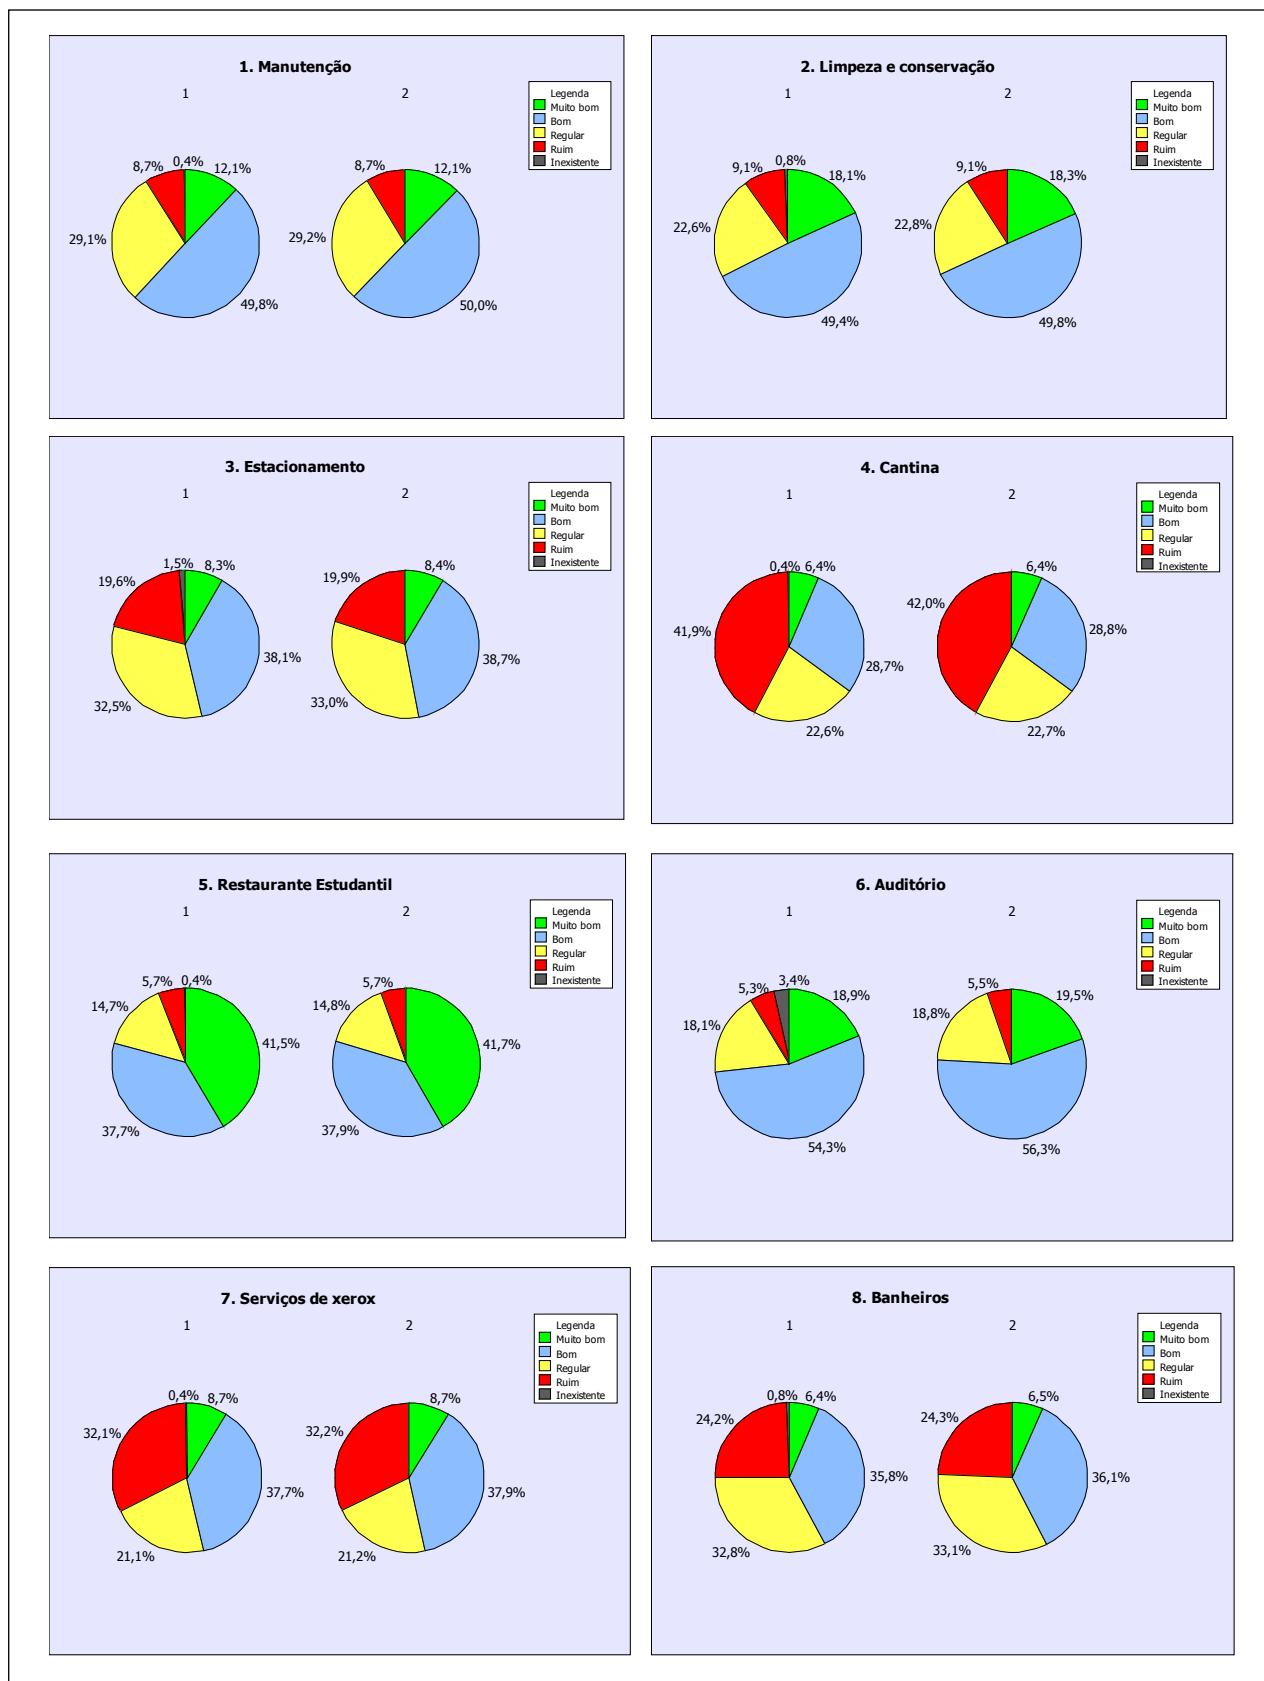 1. Manutenção
1
2
Legenda
Muito bom
Bom
Regular
Ruim
Inexistente
8,7%
0,4%
12,1%
29,1%
49,8%
8,7%
12,1%
29,2%
50,0%
2. Limpeza e conservação
1
2
Legenda
Muito bom
Bom
Regular
Ruim
Inexistente
9,1%
0,8%
18,1%
22,6%
49,4%
9,1%
18,3%
22,8%
49,8%
3. Estacionamento
1
2
Legenda
Muito bom
Bom
Regular
Ruim
Inexistente
1,5%
8,3%
19,6%
38,1%
32,5%
19,9%
8,4%
38,7%
33,0%
4. Cantina
1
2
Legenda
Muito bom
Bom
Regular
Ruim
Inexistente
0,4%
6,4%
41,9%
28,7%
22,6%
6,4%
42,0%
28,8%
22,7%
5. Restaurante Estudantil
1
2
Legenda
Muito bom
Bom
Regular
Ruim
Inexistente
5,7%
0,4%
14,7%
41,5%
37,7%
5,7%
14,8%
41,7%
37,9%
6. Auditório
1
2
Legenda
Muito bom
Bom
Regular
Ruim
Inexistente
5,3%
3,4%
18,9%
18,1%
54,3%
5,5%
19,5%
18,8%
56,3%
7. Serviços de xerox
1
2
Legenda
Muito bom
Bom
Regular
Ruim
Inexistente
0,4%
8,7%
32,1%
37,7%
21,1%
8,7%
32,2%
37,9%
21,2%
8. Banheiros
1
2
Legenda
Muito bom
Bom
Regular
Ruim
Inexistente
0,8%
6,4%
24,2%
35,8%
32,8%
6,5%
24,3%
36,1%
33,1%